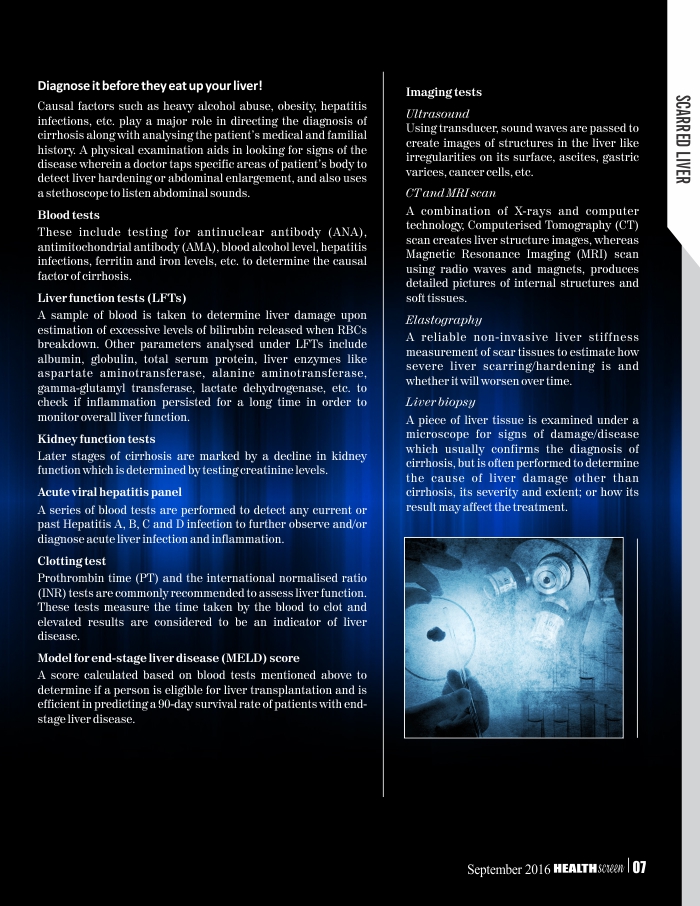 Diagnose it before they eat up your liver!
Causal factors such as heavy alcohol abuse, obesity, hepatitis
infections, etc. play a major role in directing the diagnosis of
cirrhosis along with analysing the patient's medical and familial
history. A physical examination aids in looking for signs of the
disease wherein a doctor taps specific areas of patient's body to
detect liver hardening or abdominal enlargement, and also uses
a stethoscope to listen abdominal sounds.
Blood tests
These include testing for antinuclear antibody (ANA),
antimitochondrial antibody (AMA), blood alcohol level, hepatitis
infections, ferritin and iron levels, etc. to determine the causal
factor of cirrhosis.
Liver function tests (LFTs)
A sample of blood is taken to determine liver damage upon
estimation of excessive levels of bilirubin released when RBCs
breakdown. Other parameters analysed under LFTs include
albumin, globulin, total serum protein, liver enzymes like
aspartate aminotransferase, alanine aminotransferase,
gamma-glutamyl transferase, lactate dehydrogenase, etc. to
check if inflammation persisted for a long time in order to
monitor overall liver function.
Kidney function tests
Later stages of cirrhosis are marked by a decline in kidney
function which is determined by testing creatinine levels.
Acute viral hepatitis panel
A series of blood tests are performed to detect any current or
past Hepatitis A, B, C and D infection to further observe and/or
diagnose acute liver infection and inflammation.
Clotting test
Prothrombin time (PT) and the international normalised ratio
(INR) tests are commonly recommended to assess liver function.
These tests measure the time taken by the blood to clot and
elevated results are considered to be an indicator of liver
disease.
Model for end-stage liver disease (MELD) score
A score calculated based on blood tests mentioned above to
determine if a person is eligible for liver transplantation and is
efficient in predicting a 90-day survival rate of patients with end-
stage liver disease.
Imaging tests
Ultrasound
Using transducer, sound waves are passed to
create images of structures in the liver like
irregularities on its surface, ascites, gastric
varices, cancer cells, etc.
CT and MRI scan
A combination of X-rays and computer
technology, Computerised Tomography (CT)
scan creates liver structure images, whereas
Magnetic Resonance Imaging (MRI) scan
using radio waves and magnets, produces
detailed pictures of internal structures and
soft tissues.
Elastography
A reliable non-invasive liver stiffness
measurement of scar tissues to estimate how
severe liver scarring/hardening is and
whether it will worsen over time.
Liver biopsy
A piece of liver tissue is examined under a
microscope for signs of damage/disease
which usually confirms the diagnosis of
cirrhosis, but is often performed to determine
the cause of liver damage other than
cirrhosis, its severity and extent; or how its
result may affect the treatment.
SCARRED LIVER
September 2016 HEALTHscreen 07